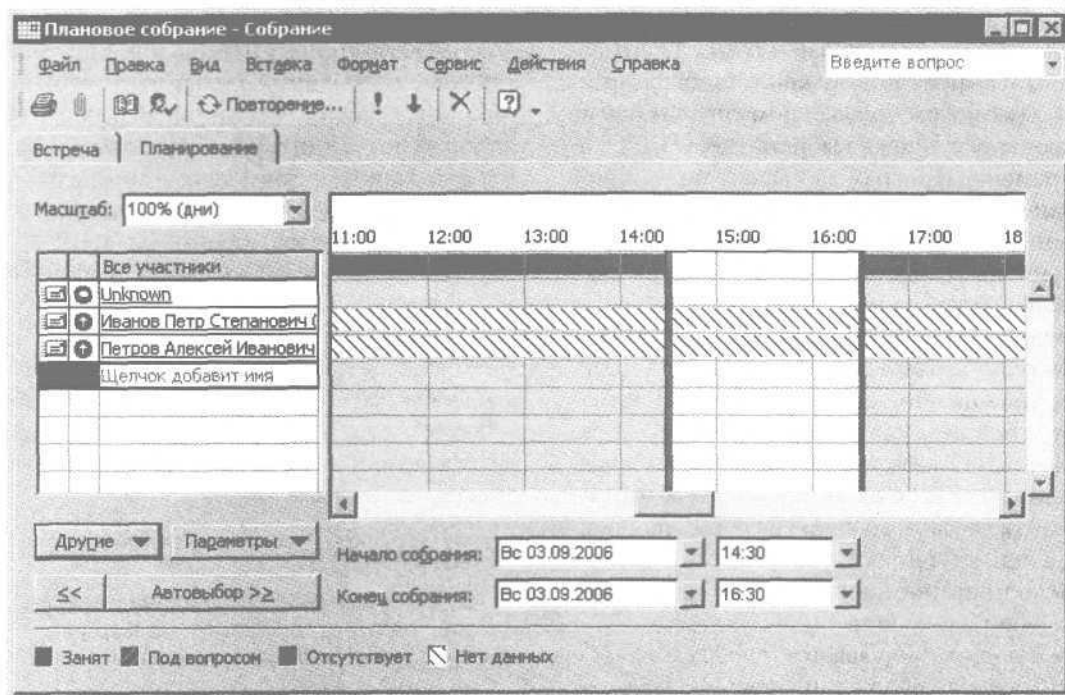 Плановое собрание - Собрание
Файл Правка Вид Вставка Формат Сервис Действия Справка
Введите вопрос
Повторение...
Встреча Планирование
Масштаб: 100% (дни)
11:00 12:00 13:00 14:00 15:00 16:00 17:00 18
Все участники
Unknown
Иванов Петр Степанович (
Петров Алексей Иванович
Щелчок добавит имя
Другие Параметры
Начало собрания: Вс 03.09.2006 14:30
<< Автовыбор >>
Конец собрания: Вс 03.09.2006 16:30
Занят Под вопросом Отсутствует Нет данных